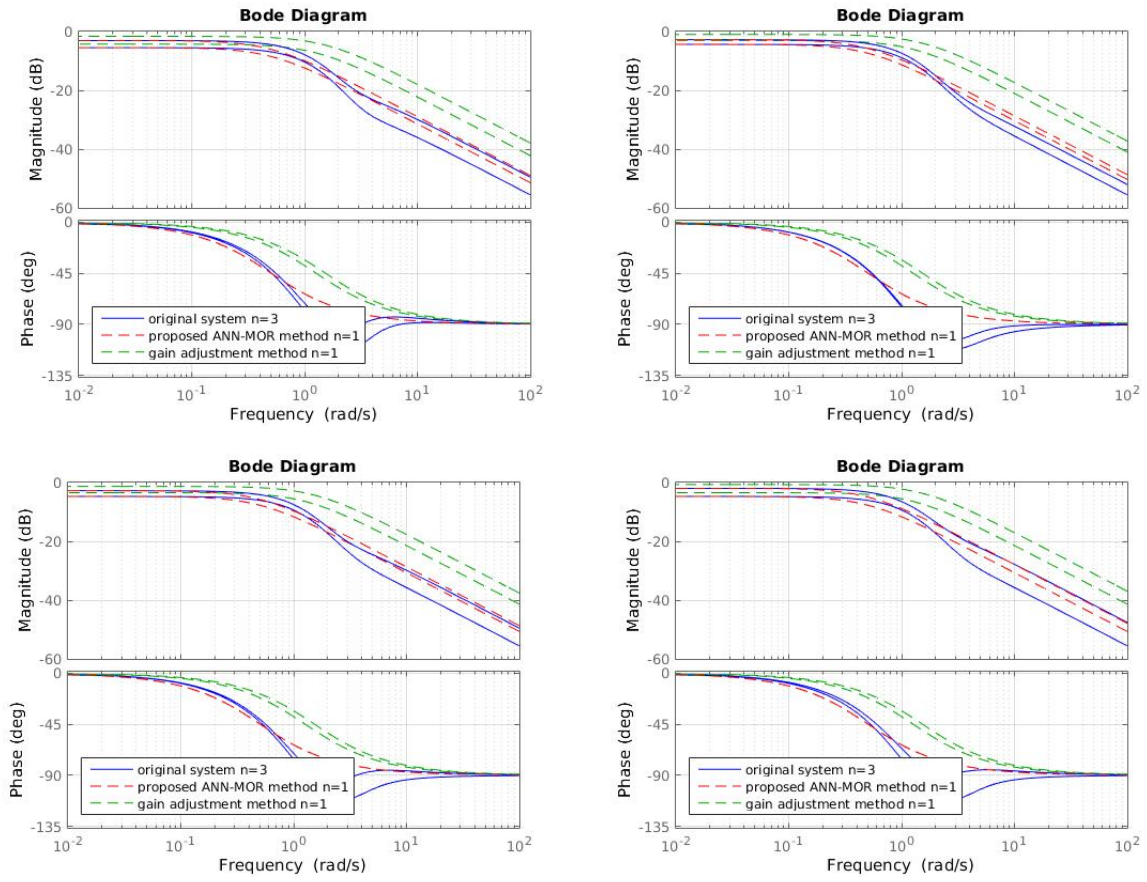 Bode Diagram
Magnitude (dB)
0
-20
-40
-60
Phase (deg)
0
-45
-90
-135
original system n=3
proposed ANN-MOR method n=1
gain adjustment method n=1
10^-2 10^-1 10^0 10^1 10^2
Frequency (rad/s)
Bode Diagram
Magnitude (dB)
0
-20
-40
-60
Phase (deg)
0
-45
-90
-135
original system n=3
proposed ANN-MOR method n=1
gain adjustment method n=1
10^-2 10^-1 10^0 10^1 10^2
Frequency (rad/s)
Bode Diagram
Magnitude (dB)
0
-20
-40
-60
Phase (deg)
0
-45
-90
-135
original system n=3
proposed ANN-MOR method n=1
gain adjustment method n=1
10^-2 10^-1 10^0 10^1 10^2
Frequency (rad/s)
Bode Diagram
Magnitude (dB)
0
-20
-40
-60
Phase (deg)
0
-45
-90
-135
original system n=3
proposed ANN-MOR method n=1
gain adjustment method n=1
10^-2 10^-1 10^0 10^1 10^2
Frequency (rad/s)